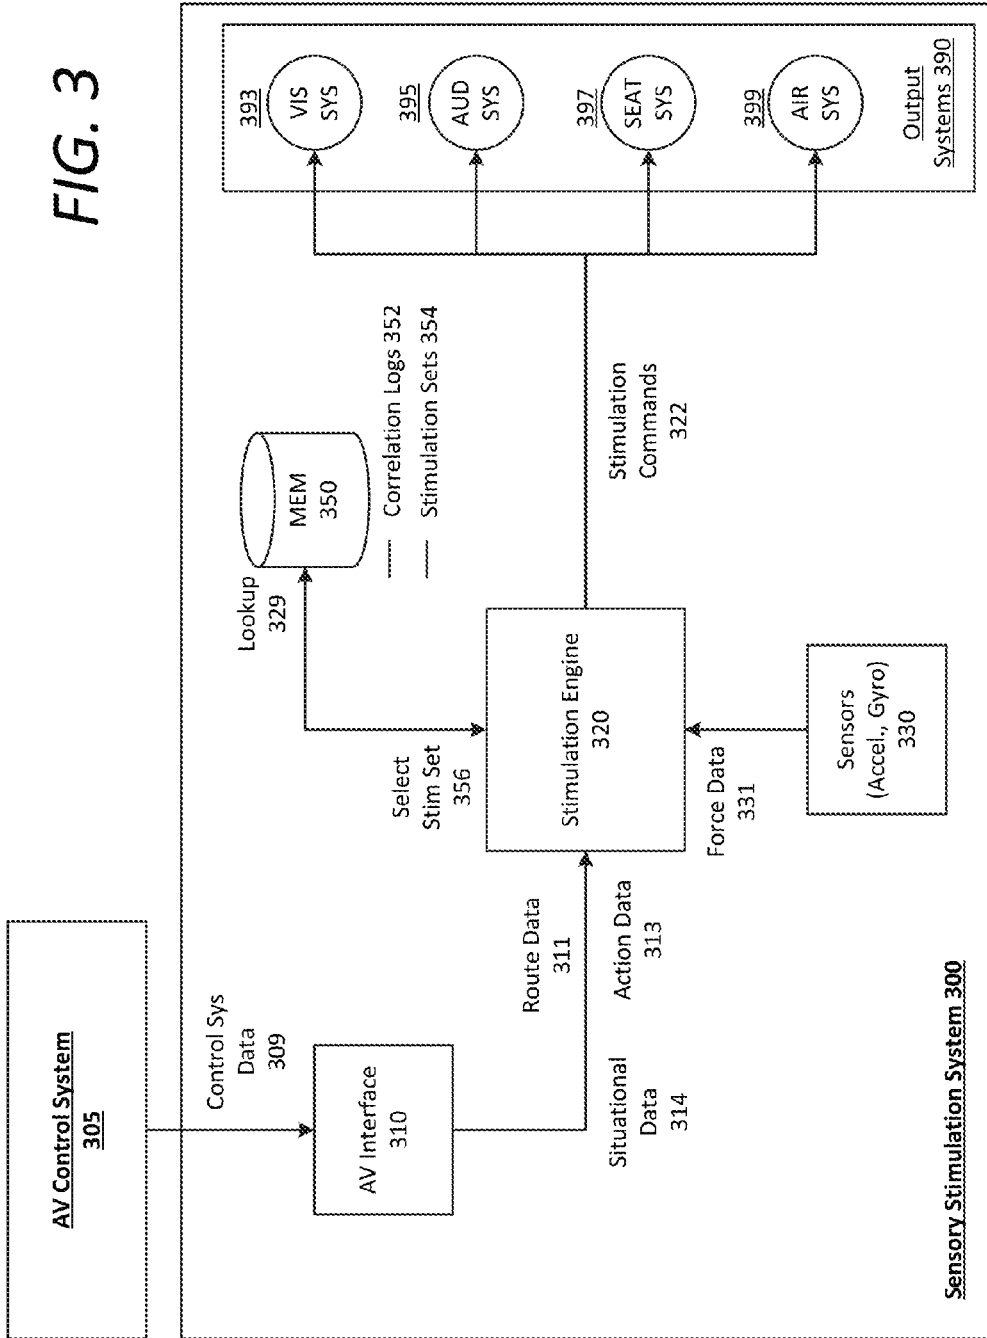 FIG. 3
AV Control System
305
Control Sys
Data
309
AV Interface
310
Route Data
311
Action Data
313
Situational
Data
314
Select
Stim Set
356
Lookup
329
MEM
350
Correlation Logs 352
Stimulation Sets 354
Stimulation Engine
320
Force Data
331
Sensors
(Accel., Gyro)
330
Stimulation
Commands
322
393
VIS
SYS
395
AUD
SYS
397
SEAT
SYS
399
AIR
SYS
Output
Systems 390
Sensory Stimulation System 300